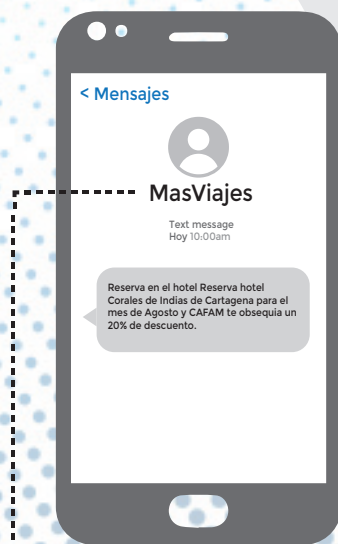 < Mensajes
MasViajes
Text message
Hoy 10:00am
Reserva en el hotel Reserva hotel
Corales de Indias de Cartagena para el
mes de Agosto y CAFAM te obsequia un
20% de descuento.